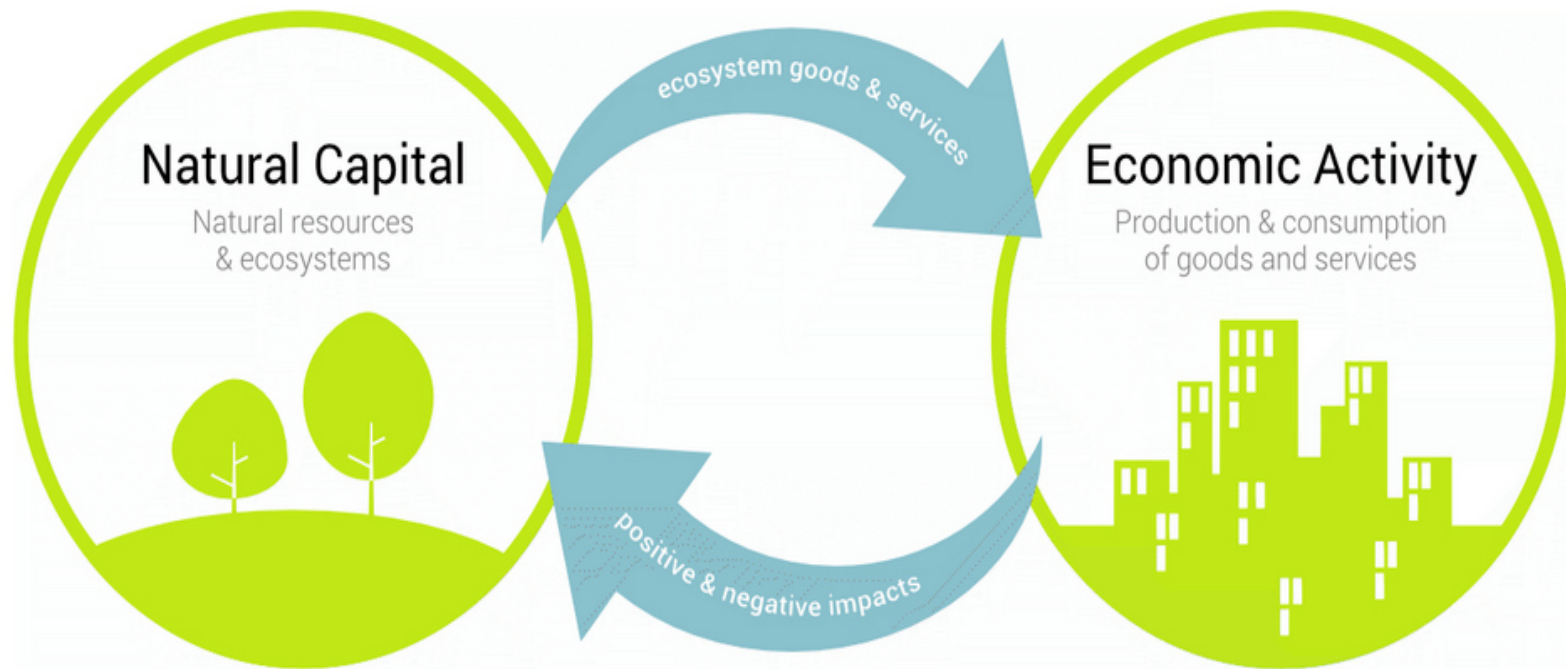 Natural Capital
Natural resources
& ecosystems
ecosystem goods & services
Economic Activity
Production & consumption
of goods and services
positive & negative impacts